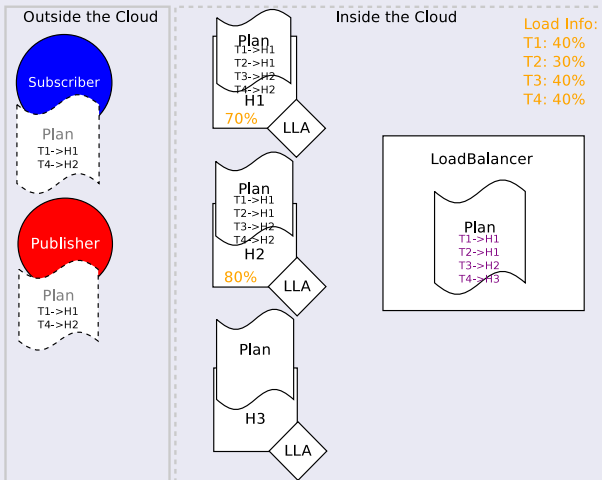 Outside the Cloud
Subscriber
Plan
T1->H1
T4->H2
Publisher
Plan
T1->H1
T4->H2
Inside the Cloud
Plan
T1->H1
T2->H1
T3->H2
T4->H2
H1
70%
LLA
Plan
T1->H1
T2->H1
T3->H2
T4->H2
H2
80%
LLA
Plan
H3
LLA
Load Info:
T1: 40%
T2: 30%
T3: 40%
T4: 40%
LoadBalancer
Plan
T1->H1
T2->H1
T3->H2
T4->H3